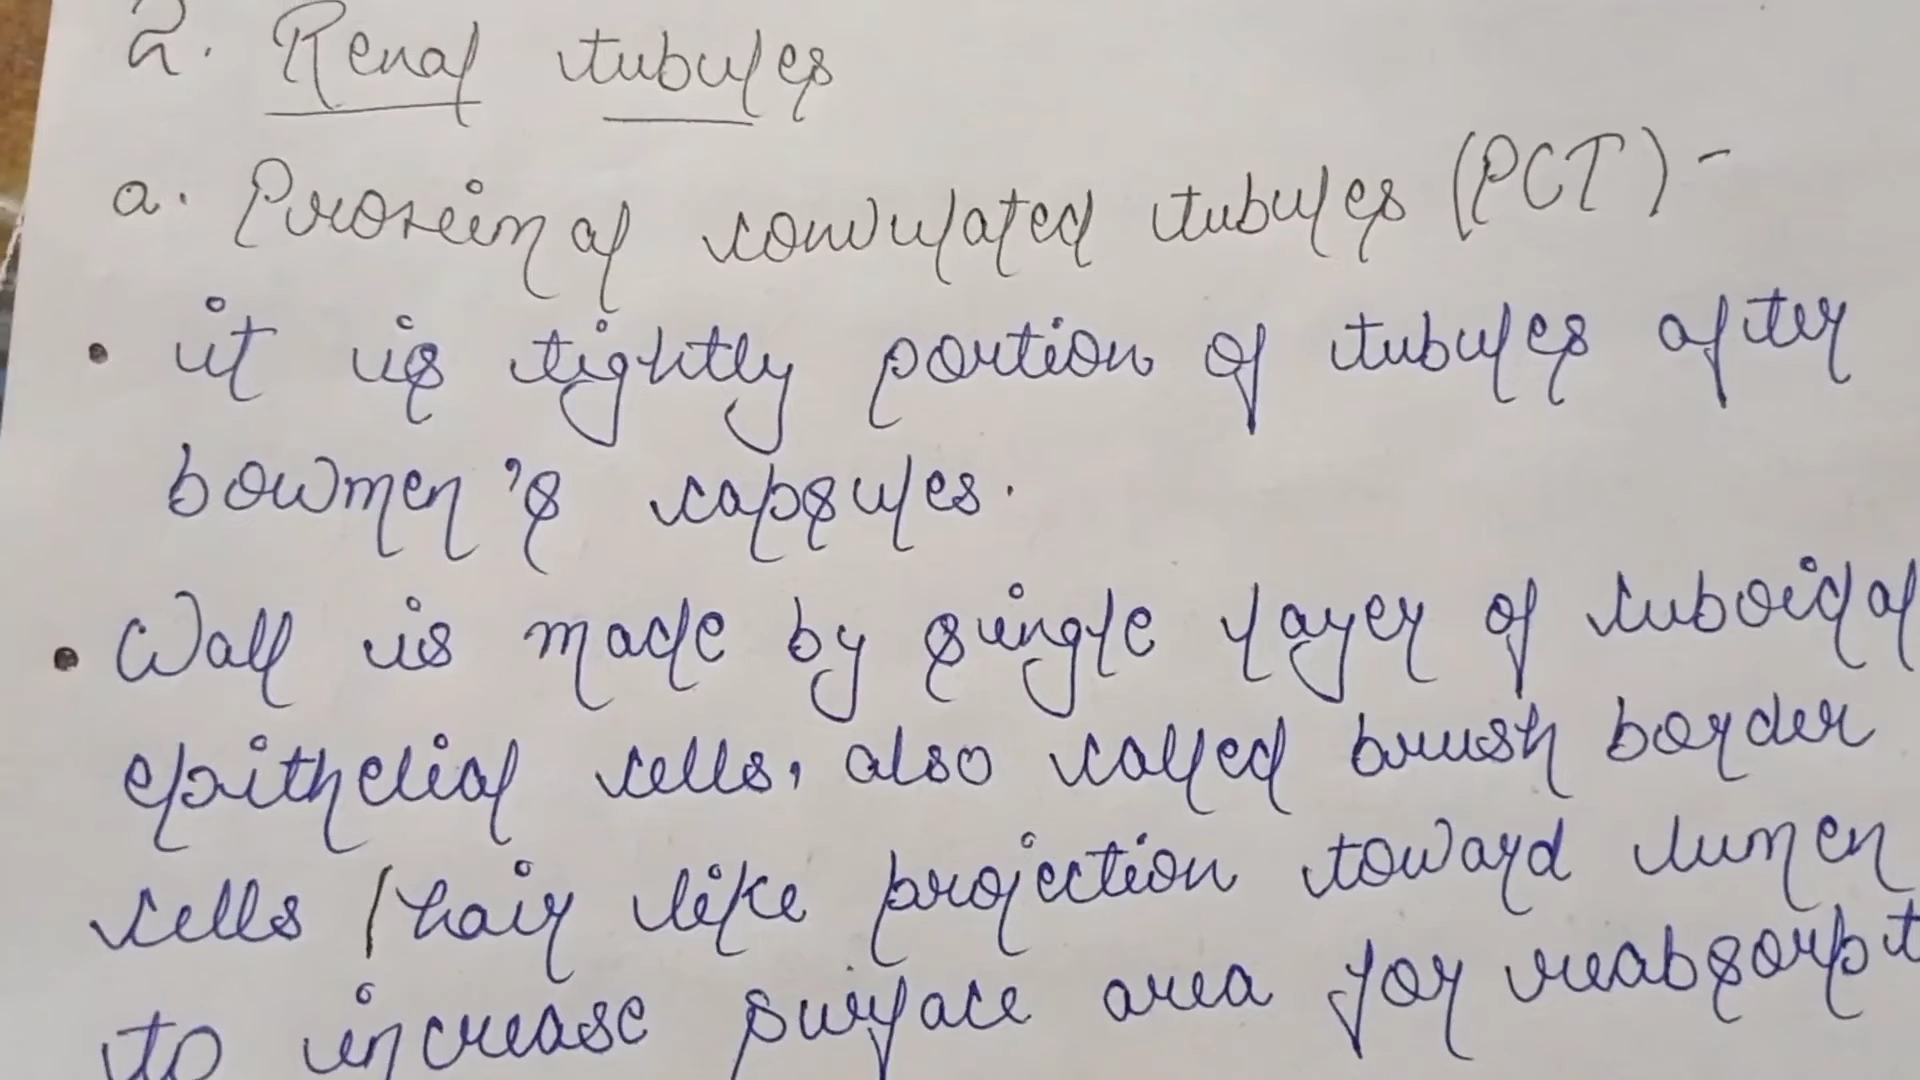 2. Renal tubules
a. Proximal convulated tubules (PCT) -
• it is tightly portion of tubules after
bowmen's capsules.
• Wall is made by single layer of cuboidal
epithelial cells, also called brush border
cells / hair like projection toward lumen
to increase surface area for reabsorpt